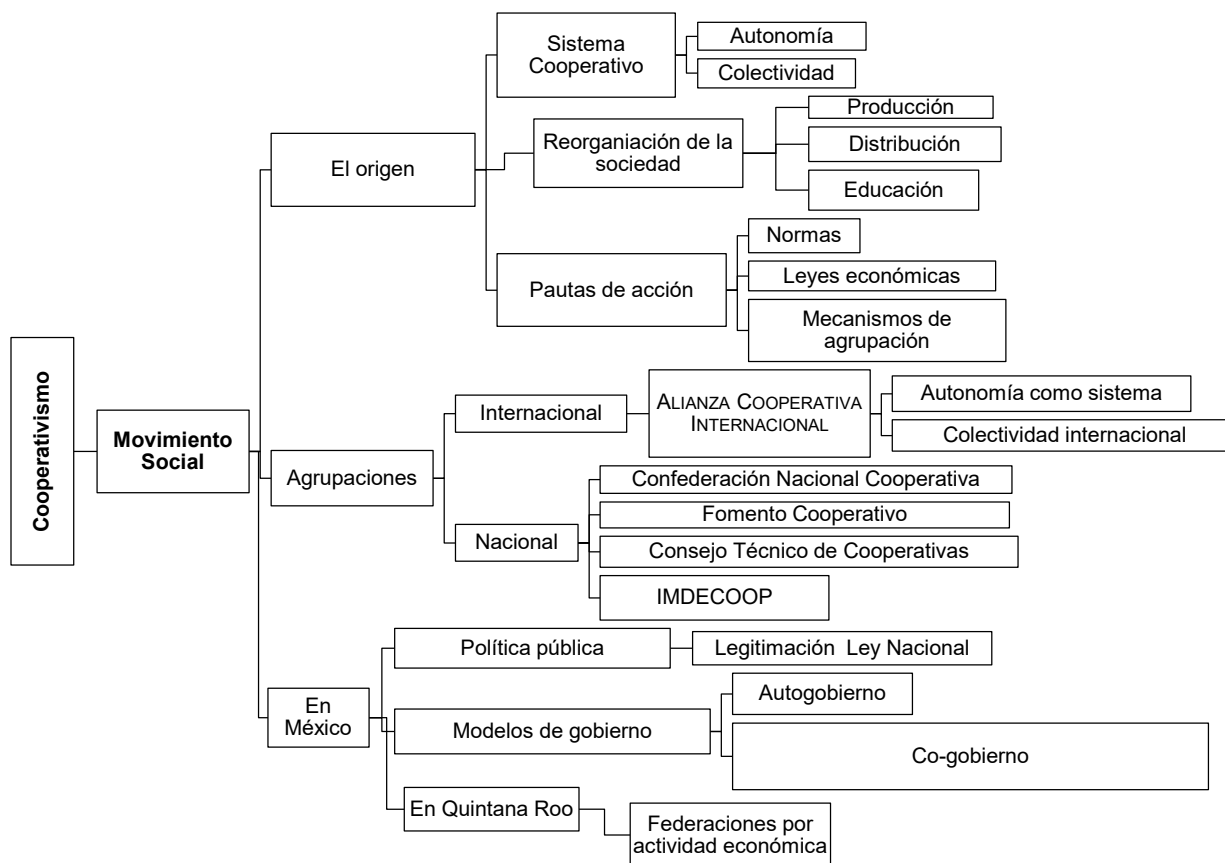 Cooperativismo
Movimiento
Social
El origen
Sistema
Cooperativo
Autonomía
Colectividad
Reorganiación de la
sociedad
Producción
Distribución
Educación
Pautas de acción
Normas
Leyes económicas
Mecanismos de
agrupación
Agrupaciones
Internacional
ALIANZA COOPERATIVA
INTERNACIONAL
Autonomía como sistema
Colectividad internacional
Nacional
Confederación Nacional Cooperativa
Fomento Cooperativo
Consejo Técnico de Cooperativas
IMDECOOP
En
México
Política pública
Legitimación Ley Nacional
Modelos de gobierno
Autogobierno
Co-gobierno
En Quintana Roo
Federaciones por
actividad económica